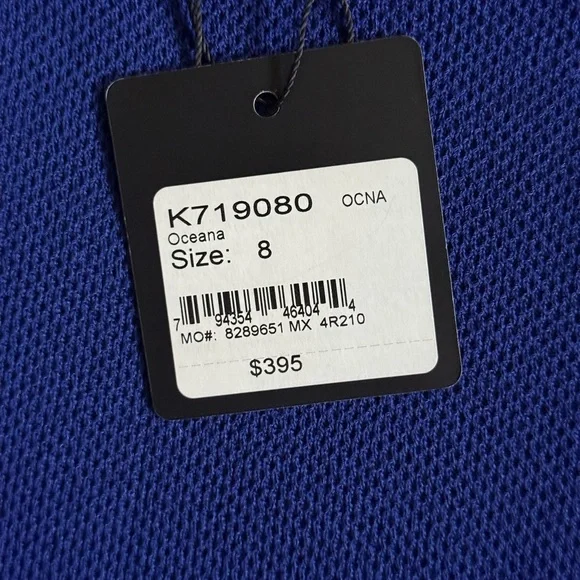 K719080 OCNA
Oceana
Size: 8
7 94354 46404 4
MO#: 8289651 MX 4R210
$395